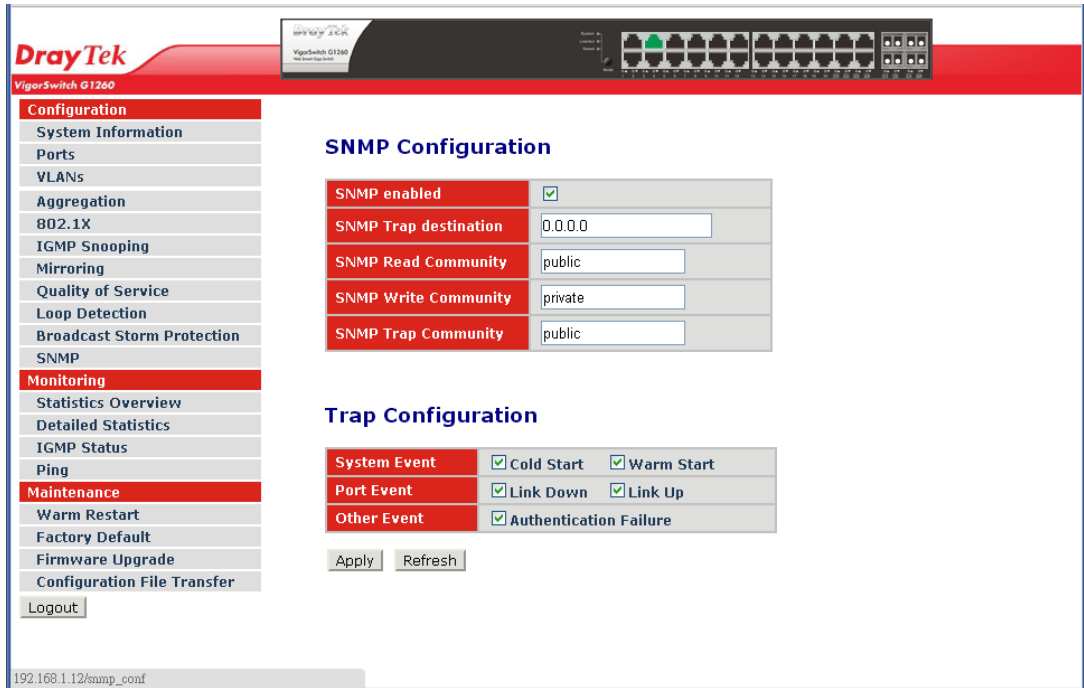 DrayTek
VigorSwitch G1260
DrayTek
VigorSwitch G1260
Configuration
System Information
Ports
VLANs
Aggregation
802.1X
IGMP Snooping
Mirroring
Quality of Service
Loop Detection
Broadcast Storm Protection
SNMP
Monitoring
Statistics Overview
Detailed Statistics
IGMP Status
Ping
Maintenance
Warm Restart
Factory Default
Firmware Upgrade
Configuration File Transfer
Logout
SNMP Configuration
SNMP enabled
SNMP Trap destination 0.0.0.0
SNMP Read Community public
SNMP Write Community private
SNMP Trap Community public
Trap Configuration
System Event Cold Start Warm Start
Port Event Link Down Link Up
Other Event Authentication Failure
Apply Refresh
192.168.1.12/snmp_conf